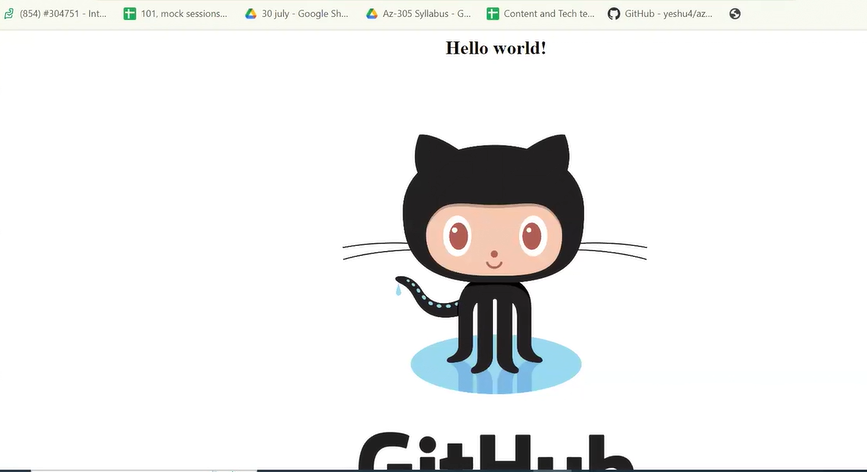 (854) #304751 - Int...
101, mock sessions...
30 july - Google Sh...
Az-305 Syllabus - G...
Content and Tech te...
GitHub - yeshu4/az...
Hello world!
GitHub